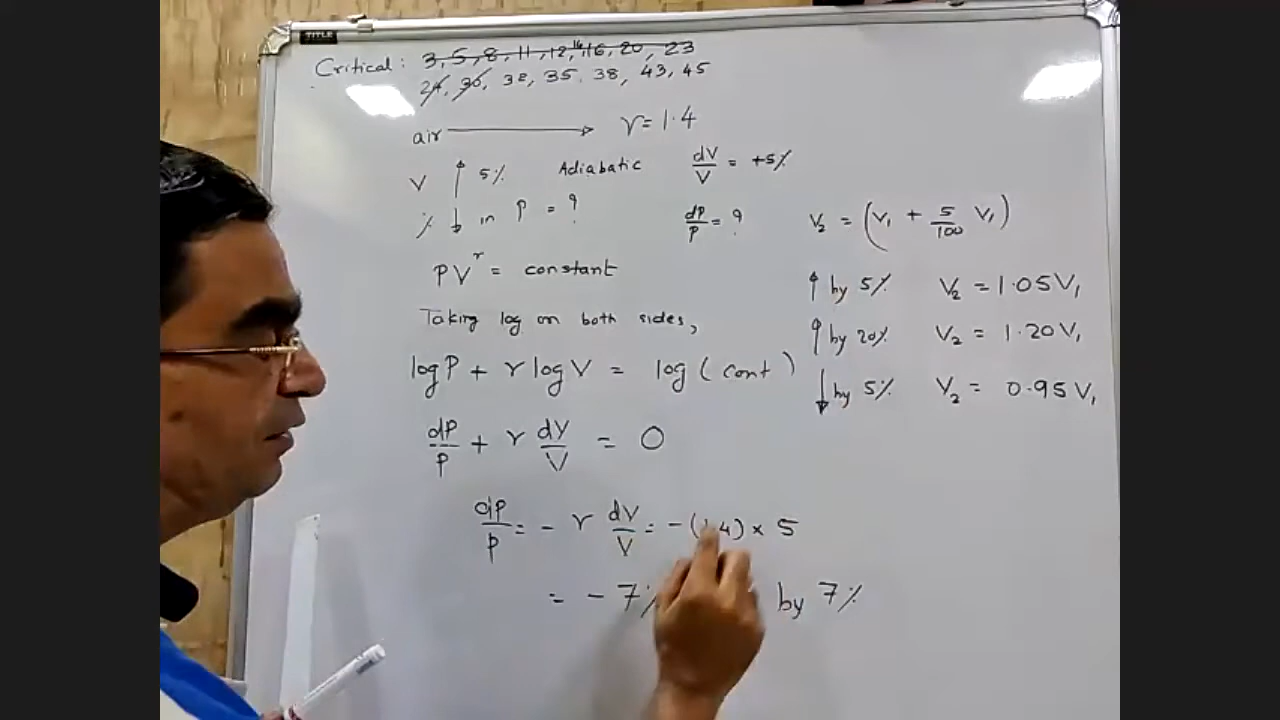 TITLE
Critical: 3, 5, 8, 11, 12, 14, 16, 20, 23
24, 30, 32, 35, 38, 43, 45
air → γ = 1.4
V ↑ 5% Adiabatic dV/V = +5%
% ↓ in P = ? dP/P = ? V₂ = (V₁ + 5/100 V₁)
PV^γ = constant
↑ by 5% V₂ = 1.05V₁
Taking log on both sides,
↑ by 20% V₂ = 1.20V₁
logP + γ logV = log (cont)
↓ by 5% V₂ = 0.95V₁
dP/P + γ dV/V = 0
dP/P = - γ dV/V = -(1.4) × 5
= - 7% by 7%